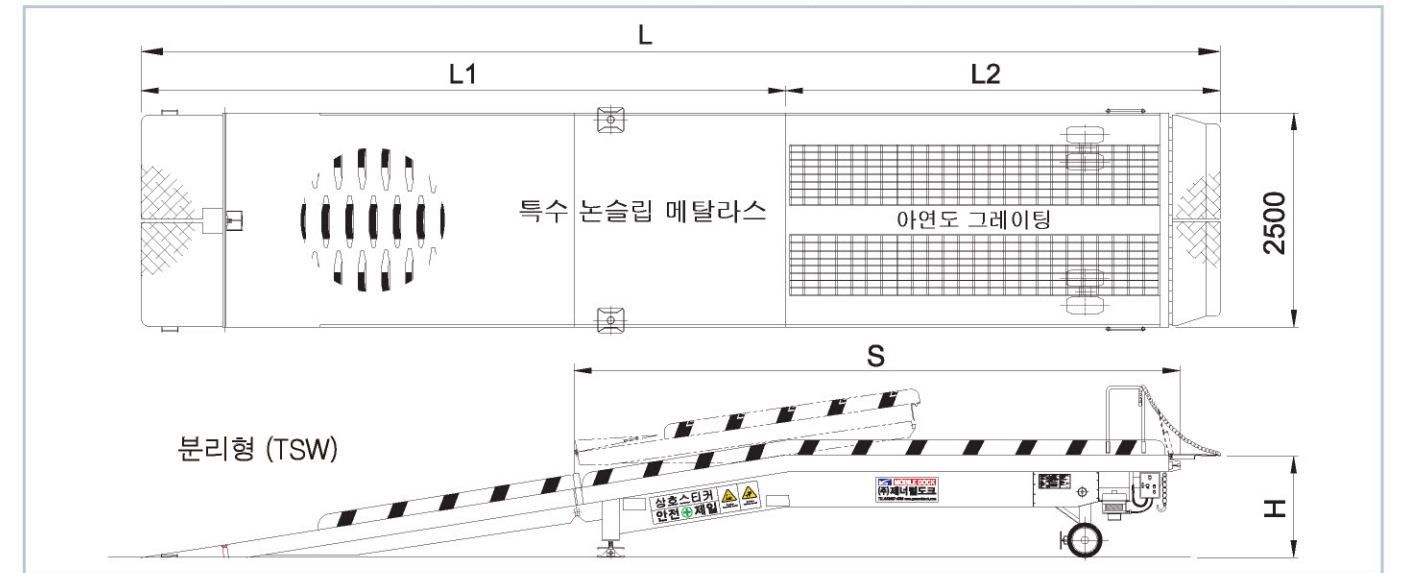 L
L1
L2
특수 논슬립 메탈라스
아연도 그레이팅
2500
S
분리형 (TSW)
상호스티커
안전 제일
MOBILE DOCK
(주)제너럴도크
H